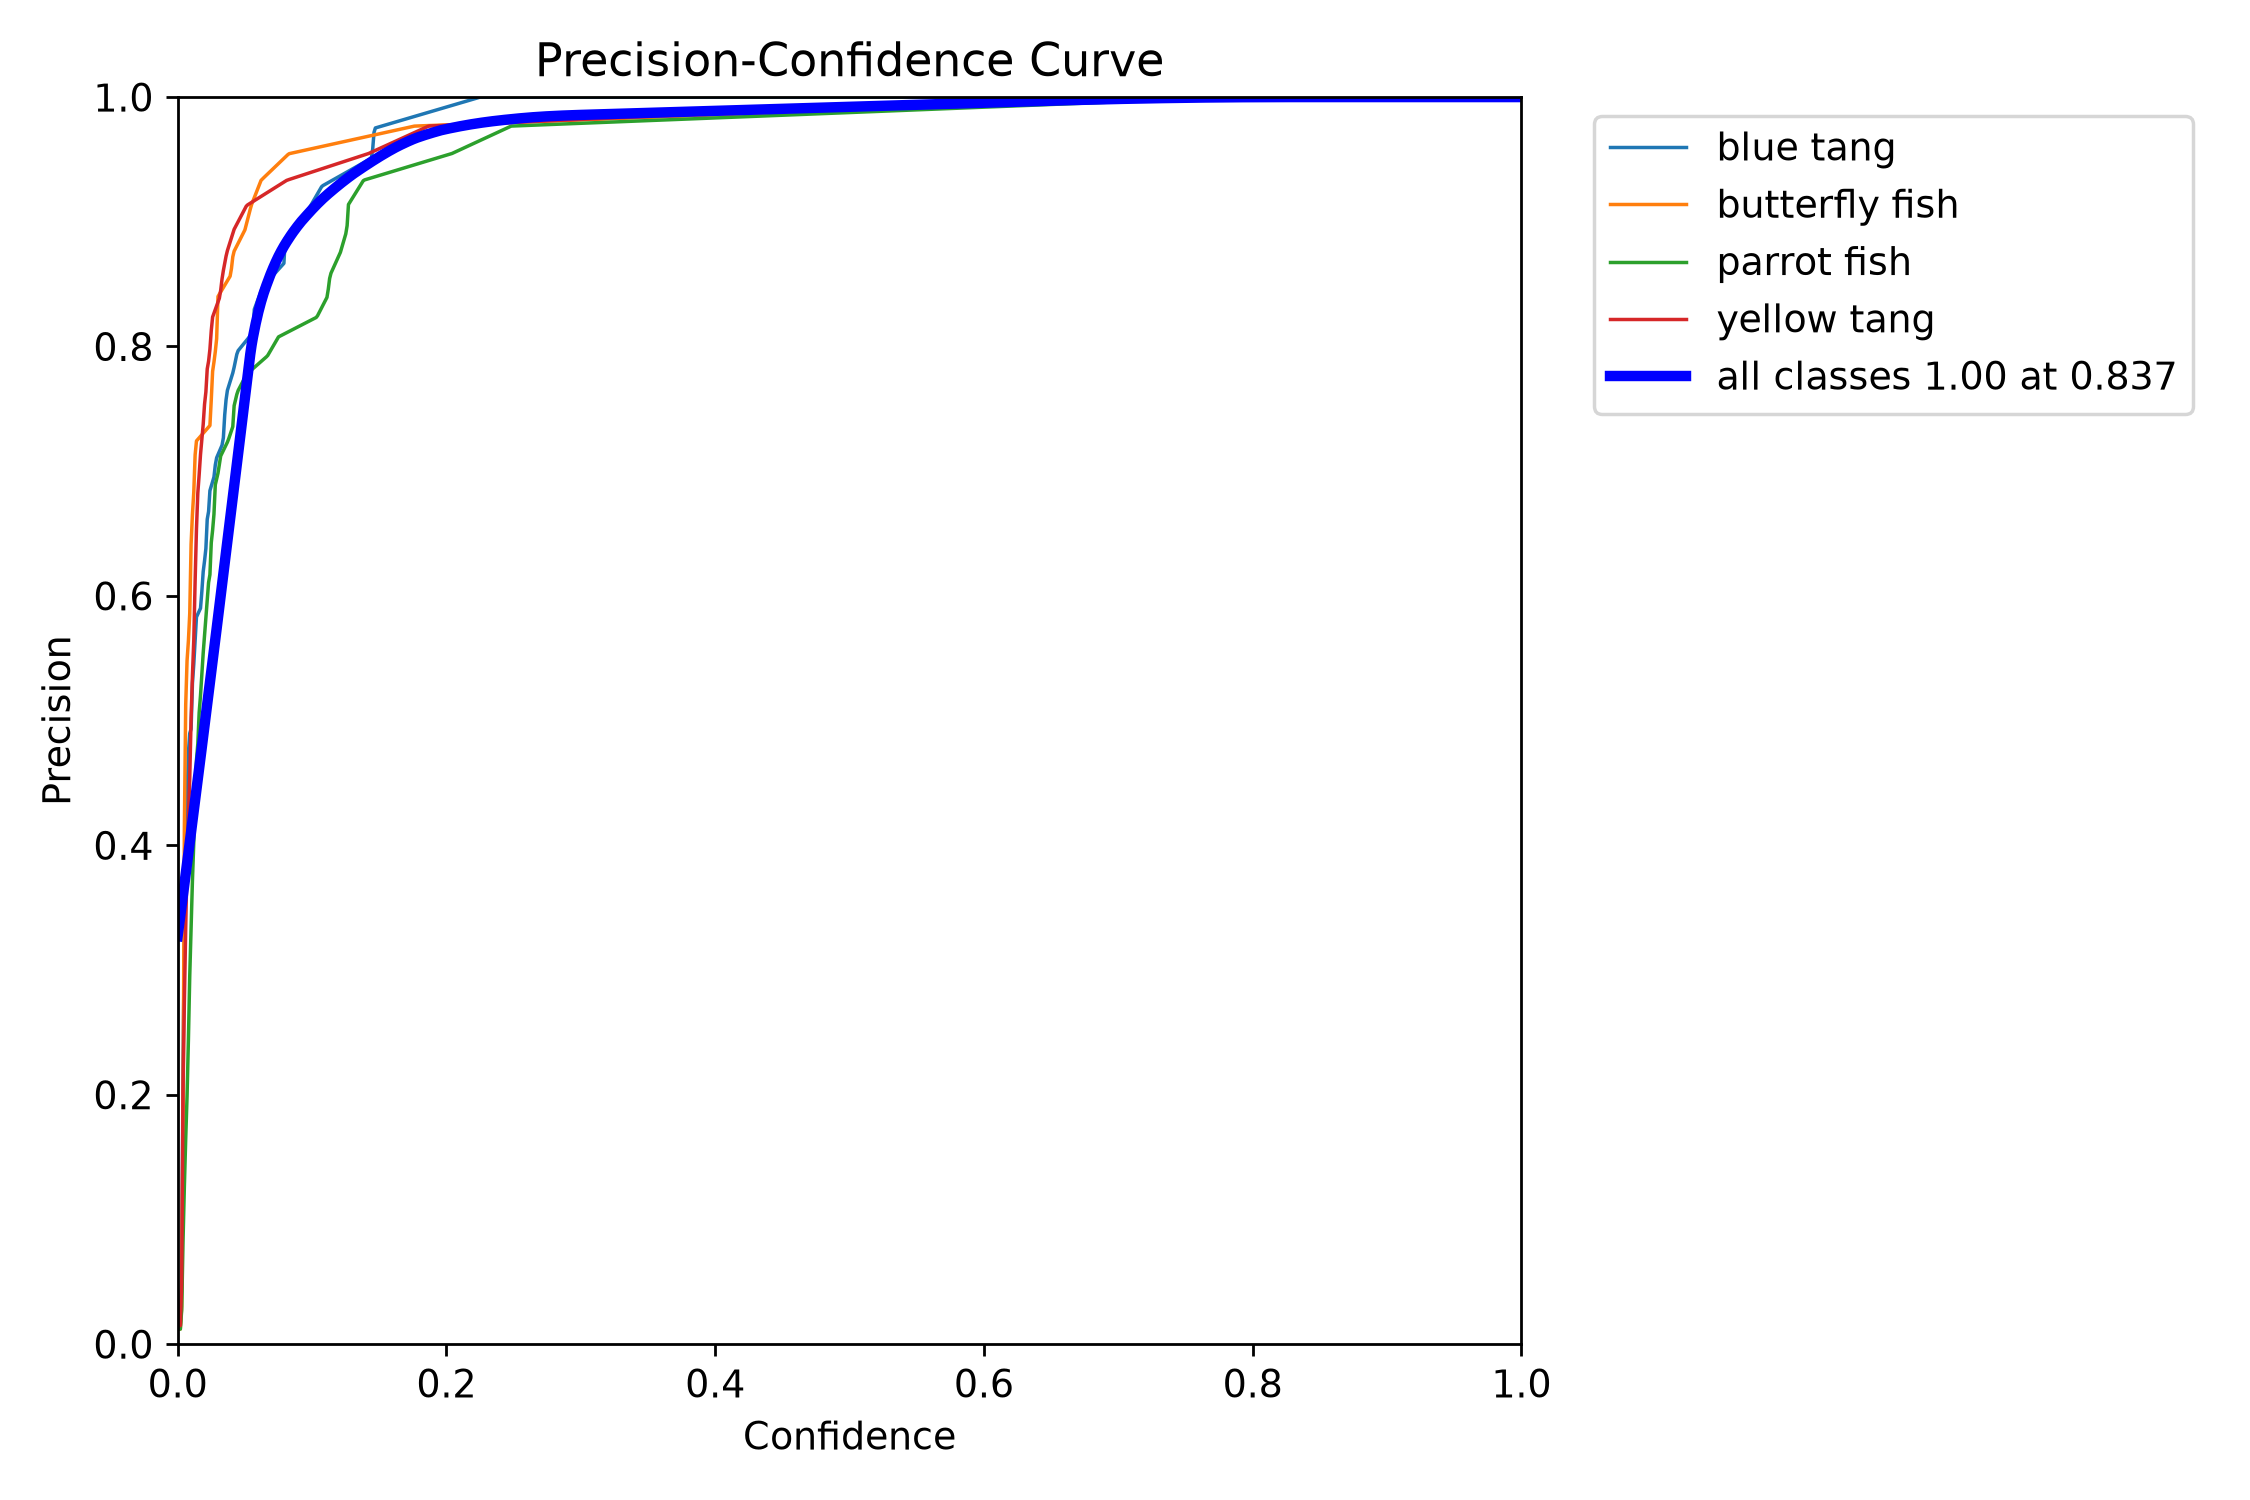 Precision-Confidence Curve
1.0
0.8
0.6
0.4
0.2
0.0
Precision
0.0 0.2 0.4 0.6 0.8 1.0
Confidence
blue tang
butterfly fish
parrot fish
yellow tang
all classes 1.00 at 0.837